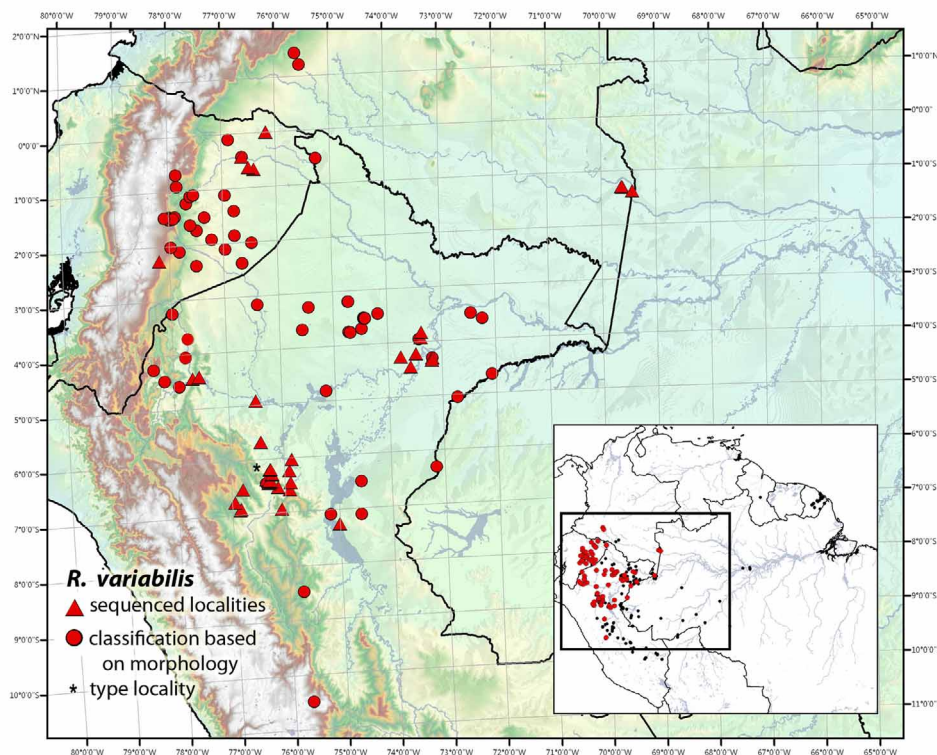 80°0'0"W 79°0'0"W 78°0'0"W 77°0'0"W 76°0'0"W 75°0'0"W 74°0'0"W 73°0'0"W 72°0'0"W 71°0'0"W 70°0'0"W 69°0'0"W 68°0'0"W 67°0'0"W 66°0'0"W 65°0'0"W
2°0'0"N
1°0'0"N
1°0'0"N
0°0'0"S
0°0'0"S
1°0'0"S
1°0'0"S
2°0'0"S
2°0'0"S
3°0'0"S
3°0'0"S
4°0'0"S
4°0'0"S
5°0'0"S
5°0'0"S
6°0'0"S
6°0'0"S
7°0'0"S
7°0'0"S
8°0'0"S
8°0'0"S
9°0'0"S
9°0'0"S
10°0'0"S
10°0'0"S
11°0'0"S
R. variabilis
sequenced localities
classification based
on morphology
* type locality
80°0'0"W 79°0'0"W 78°0'0"W 77°0'0"W 76°0'0"W 75°0'0"W 74°0'0"W 73°0'0"W 72°0'0"W 71°0'0"W 70°0'0"W 69°0'0"W 68°0'0"W 67°0'0"W 66°0'0"W 65°0'0"W